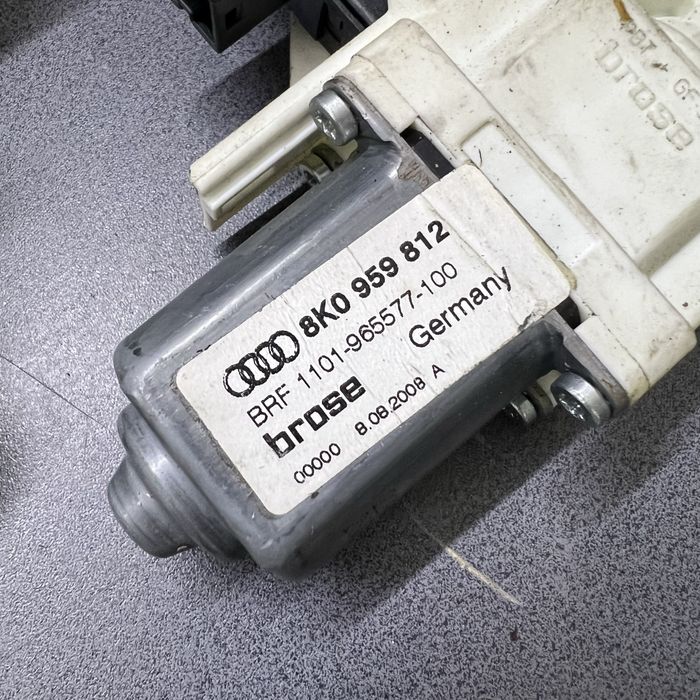 8K0 959 812
BRF 1101-965577-100
brose Germany
00000 8.08.2008 A
brose